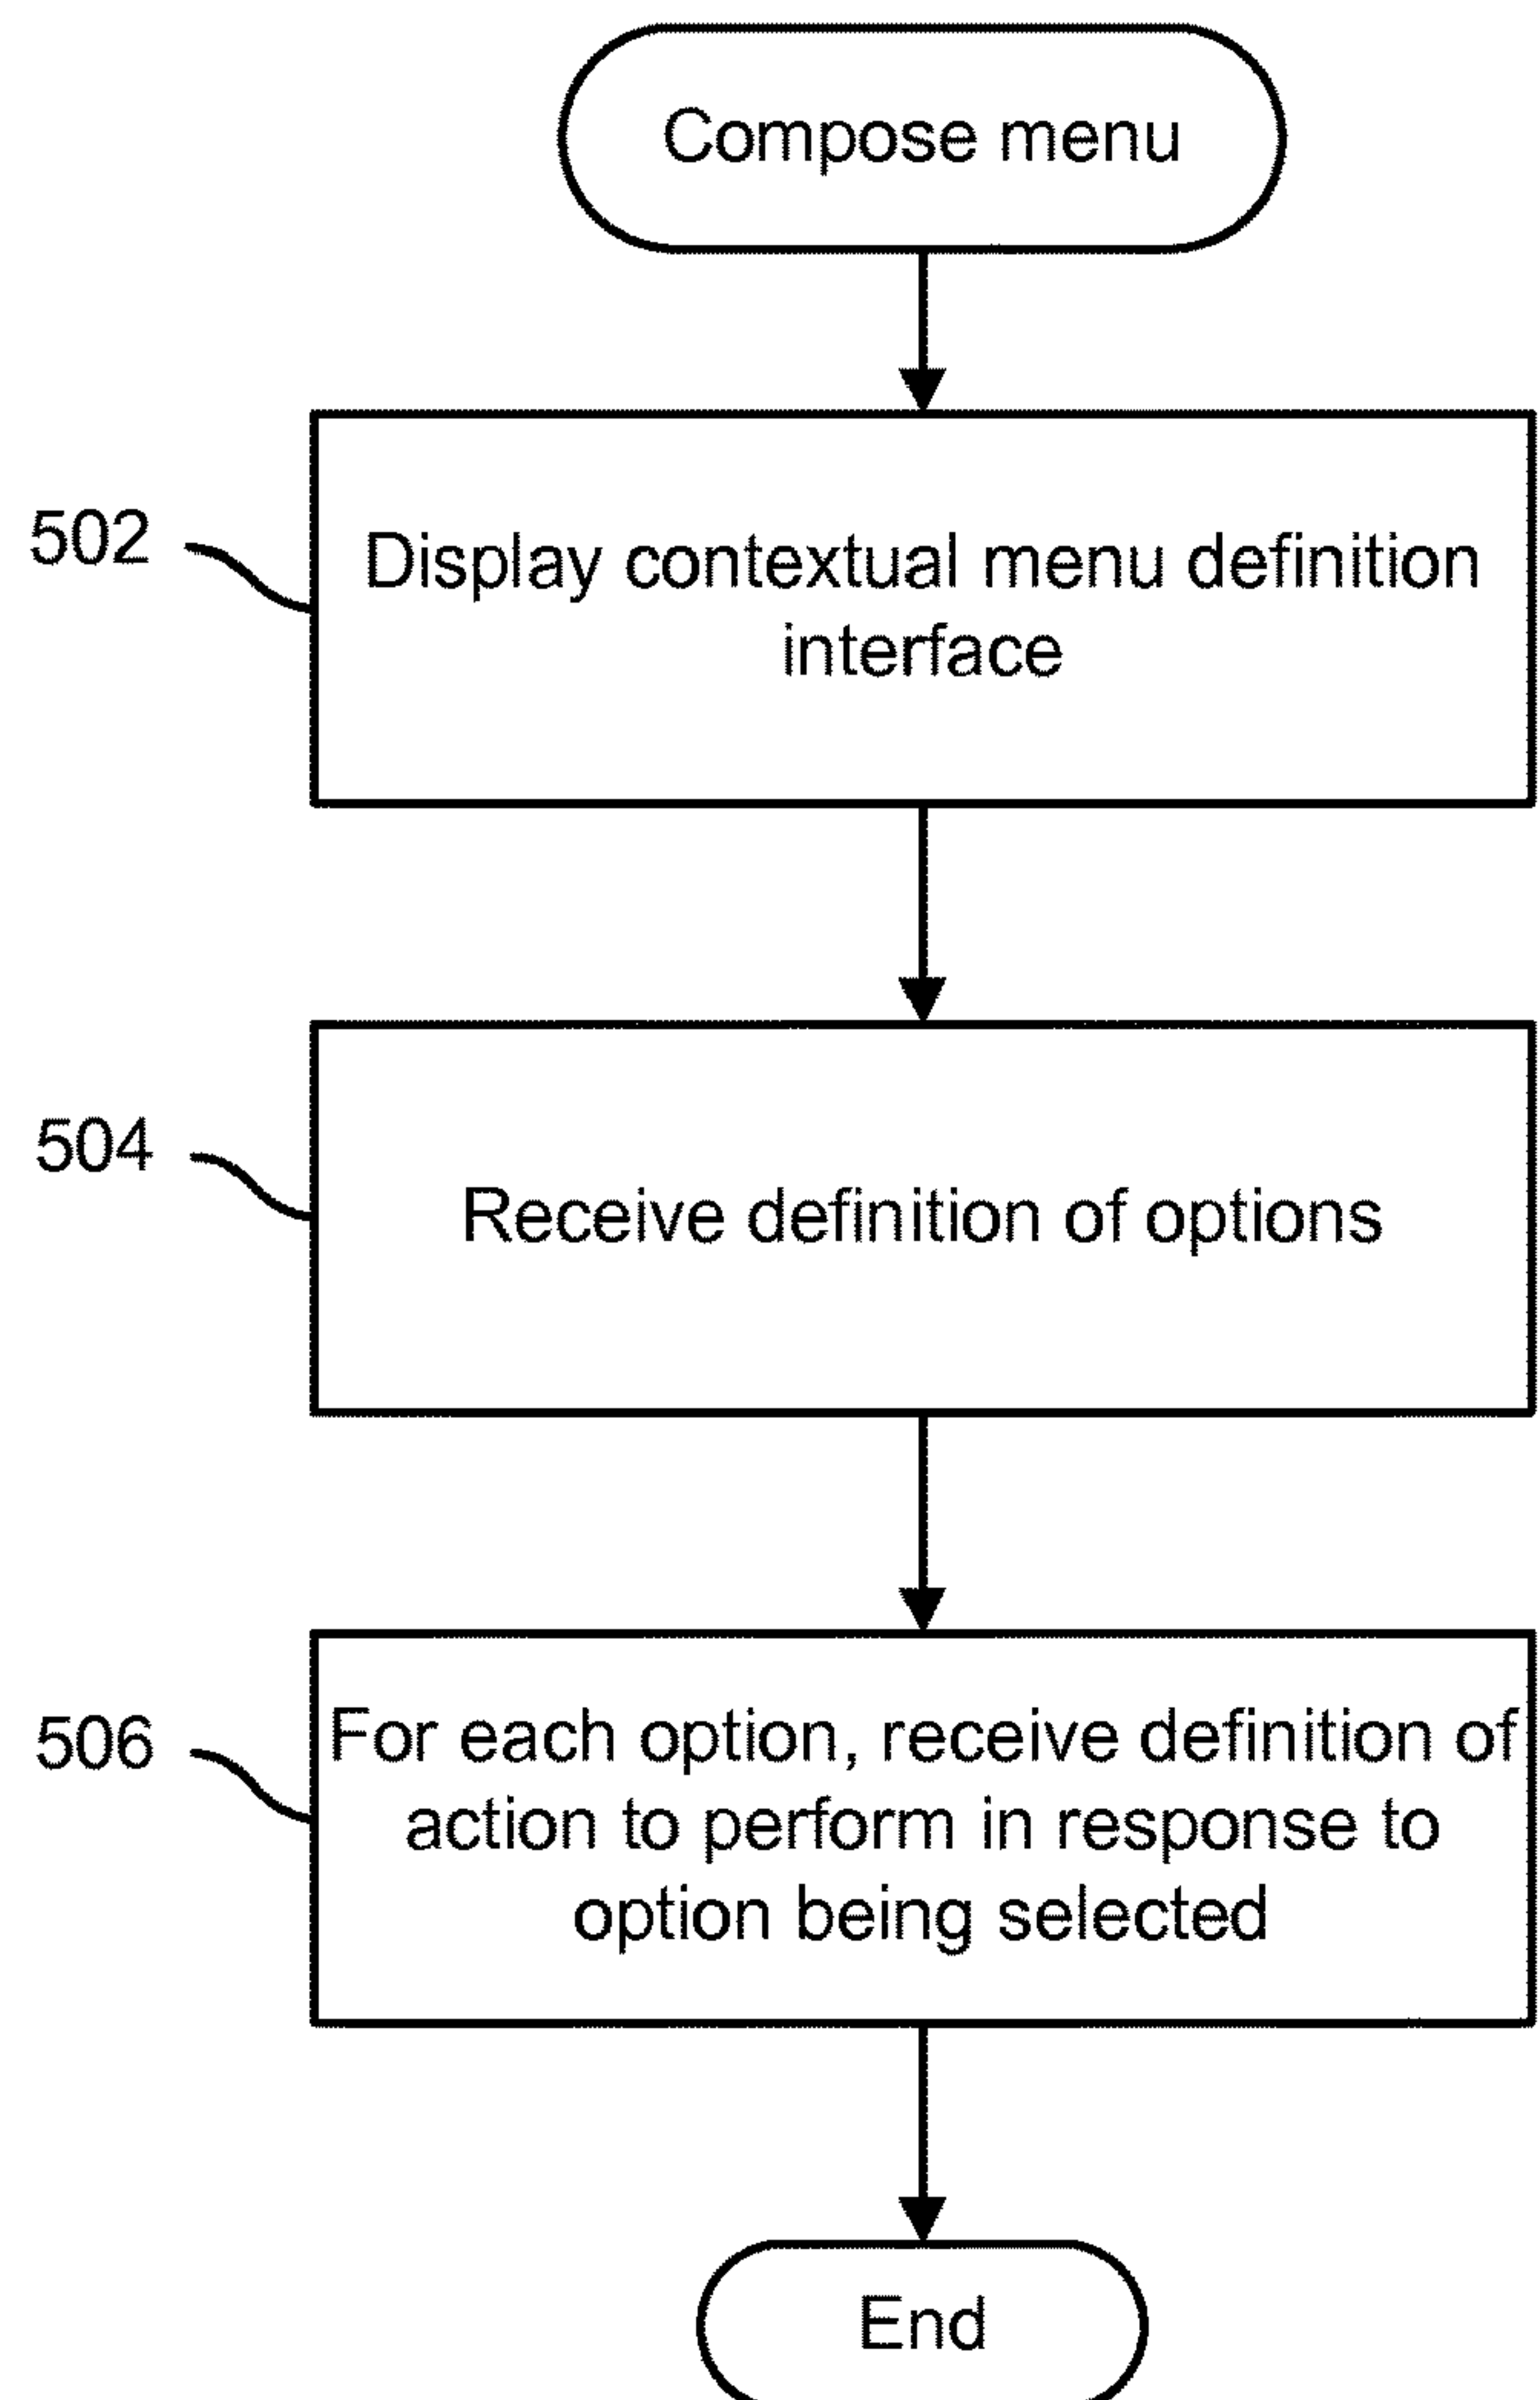 Compose menu
502
Display contextual menu definition
interface
504
Receive definition of options
506
For each option, receive definition of
action to perform in response to
option being selected
End